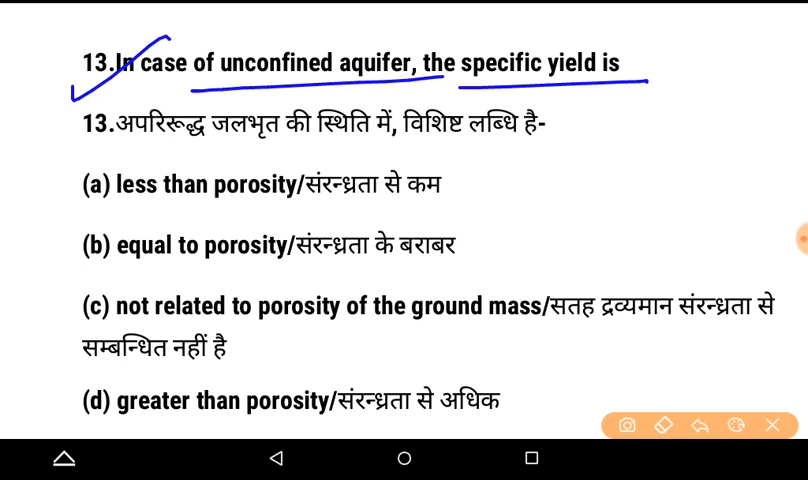 13.In case of unconfined aquifer, the specific yield is
13.अपरिरूद्ध जलभृत की स्थिति में, विशिष्ट लब्धि है-
(a) less than porosity/संरन्ध्रता से कम
(b) equal to porosity/संरन्ध्रता के बराबर
(c) not related to porosity of the ground mass/सतह द्रव्यमान संरन्ध्रता से
सम्बन्धित नहीं है
(d) greater than porosity/संरन्ध्रता से अधिक